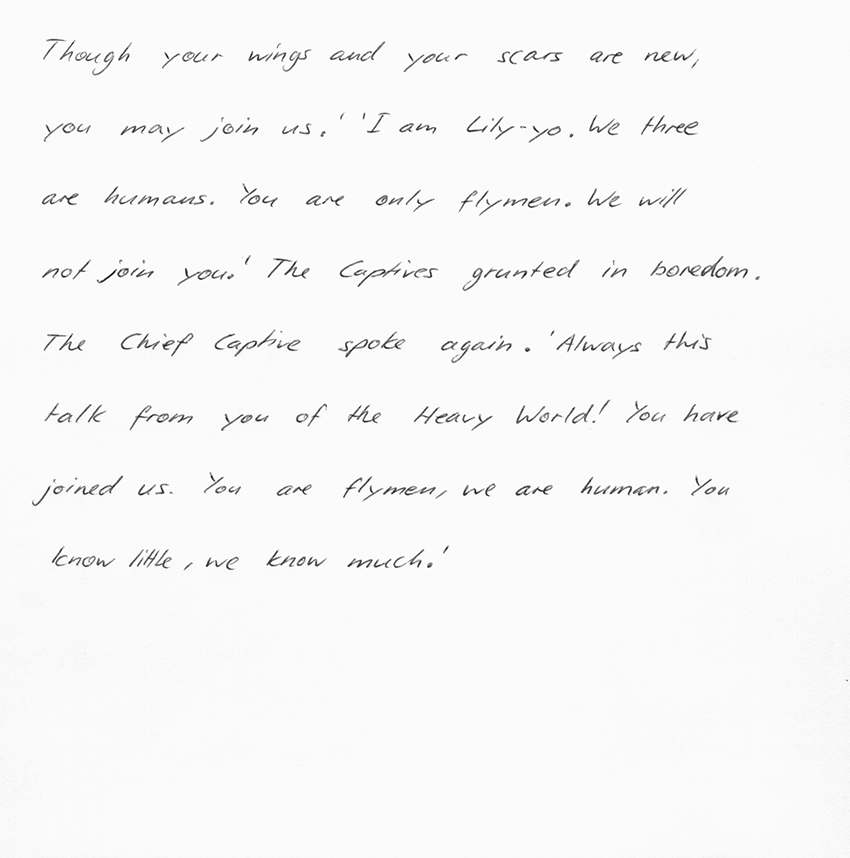 Though your wings and your scars are new,
you may join us.' 'I am Lily-yo. We three
are humans. You are only flymen. We will
not join you.' The Captives grunted in boredom.
The Chief Captive spoke again. 'Always this
talk from you of the Heavy World! You have
joined us. You are flymen, we are human. You
know little, we know much.'